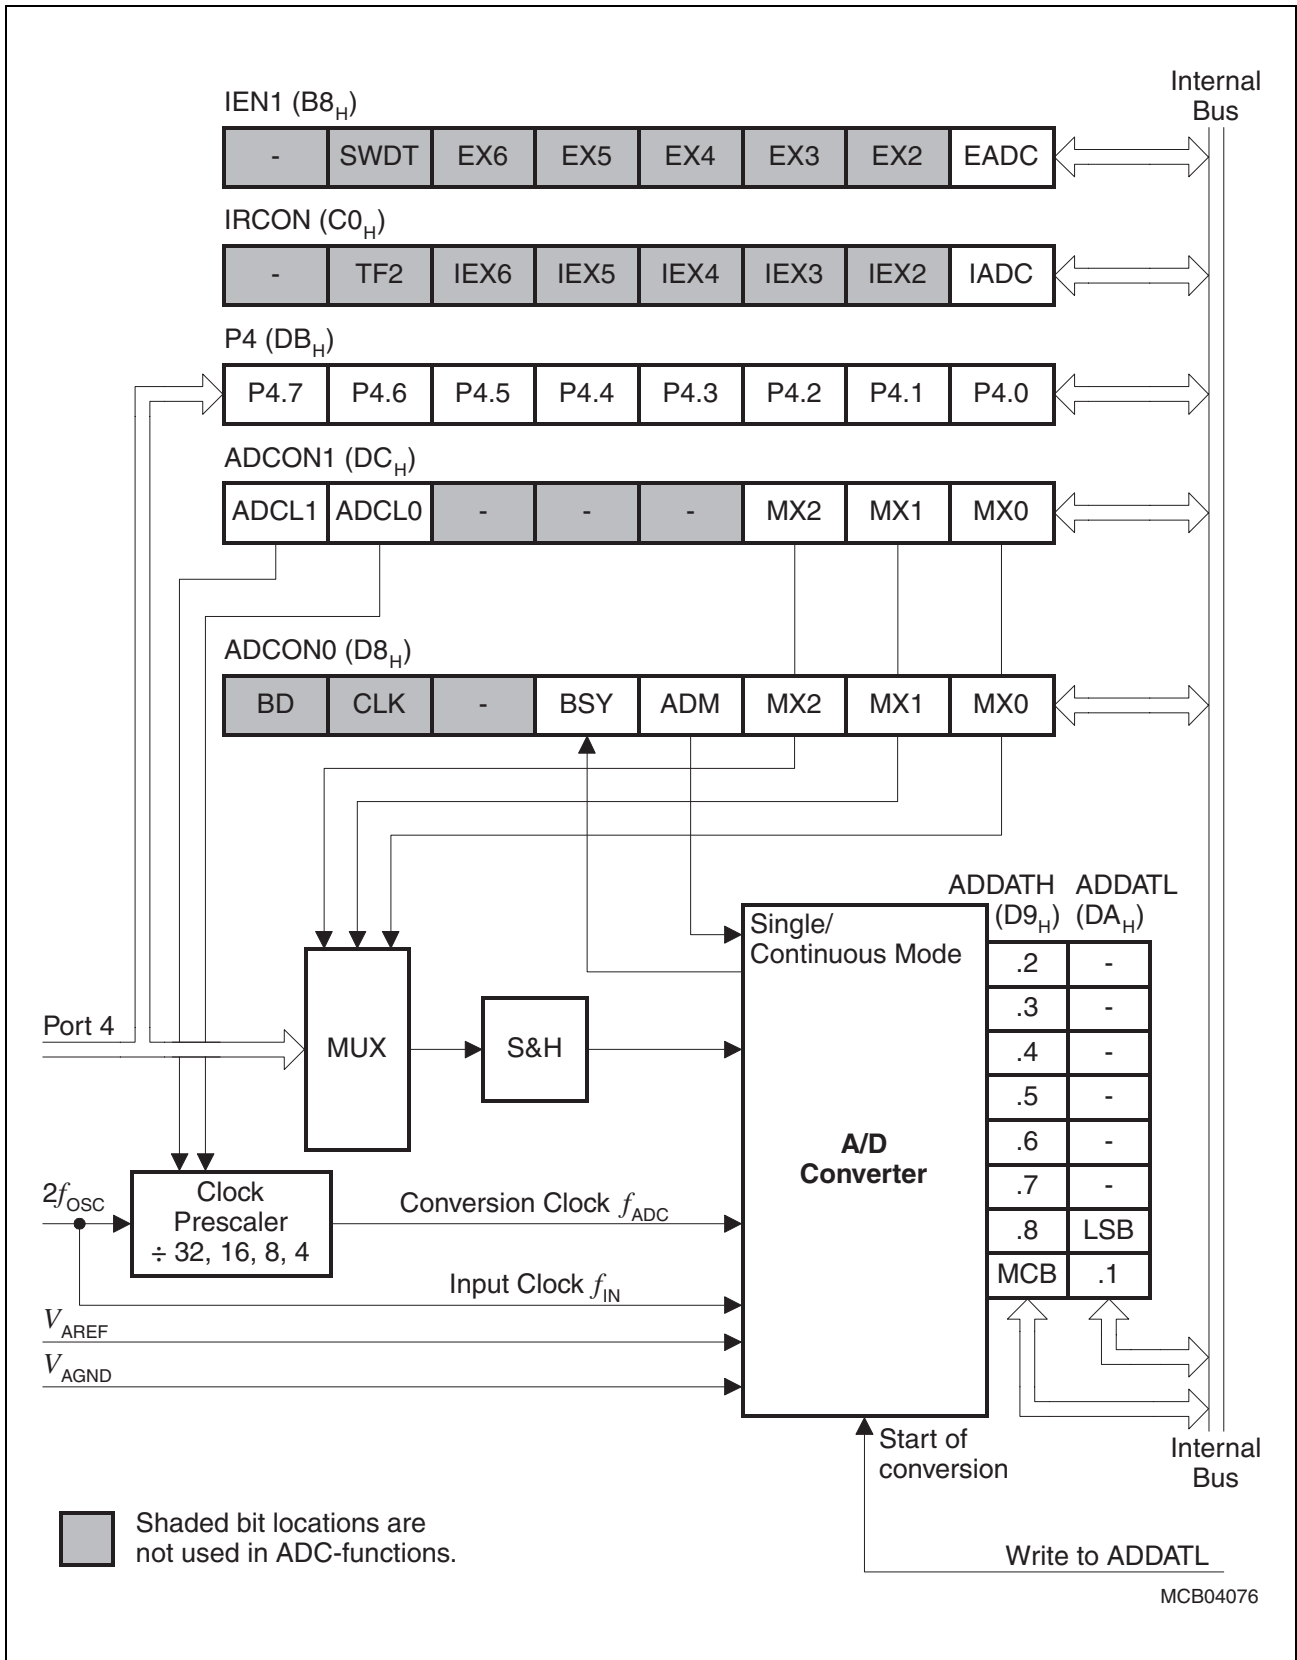 Internal
Bus
IEN1 (B8H)
- SWDT EX6 EX5 EX4 EX3 EX2 EADC
IRCON (C0H)
- TF2 IEX6 IEX5 IEX4 IEX3 IEX2 IADC
P4 (DBH)
P4.7 P4.6 P4.5 P4.4 P4.3 P4.2 P4.1 P4.0
ADCON1 (DCH)
ADCL1 ADCL0 - - - MX2 MX1 MX0
ADCON0 (D8H)
BD CLK - BSY ADM MX2 MX1 MX0
ADDATH ADDATL
(D9H) (DAH)
Single/
Continuous Mode
.2 -
.3 -
.4 -
.5 -
.6 -
.7 -
.8 LSB
MCB .1
Port 4
MUX
S&H
A/D
Converter
2fOSC
Clock
Prescaler
÷ 32, 16, 8, 4
Conversion Clock fADC
Input Clock fIN
VAREF
VAGND
Start of
conversion
Internal
Bus
Shaded bit locations are
not used in ADC-functions.
Write to ADDATL
MCB04076